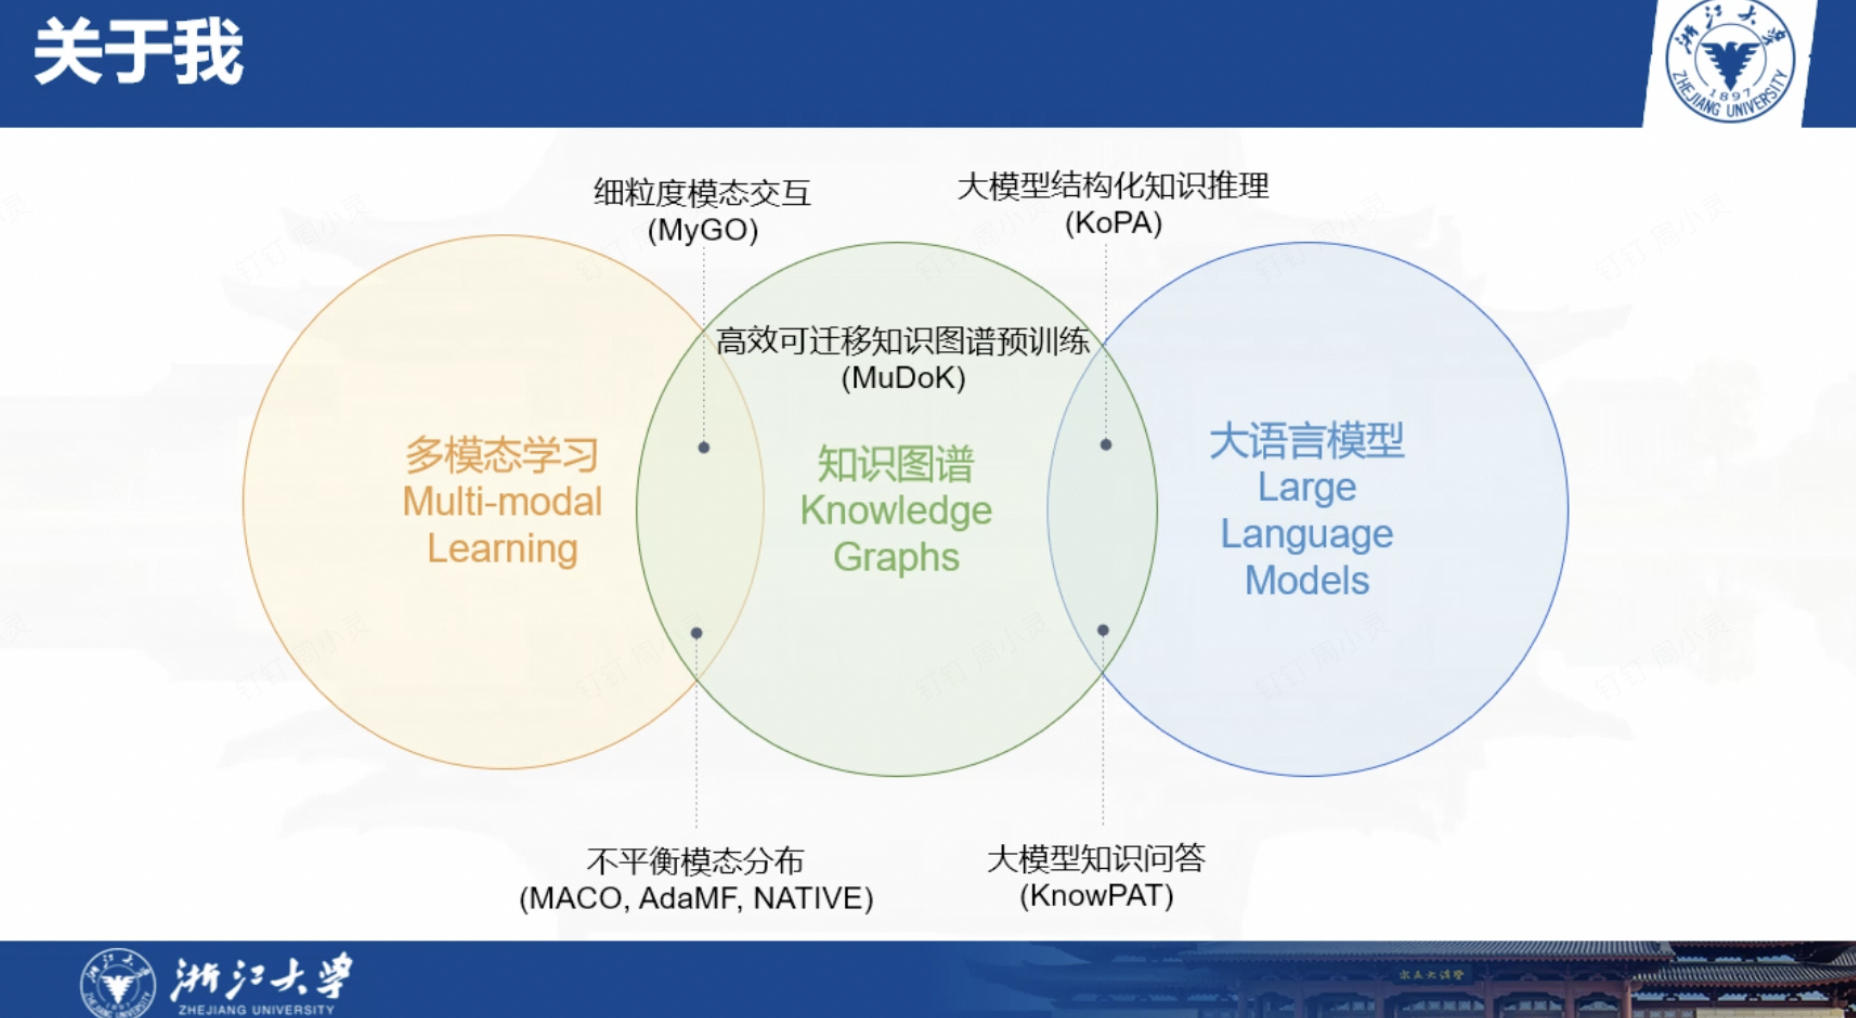 关于我
浙江大学
ZHEJIANG UNIVERSITY
1897
细粒度模态交互
(MyGO)
大模型结构化知识推理
(KoPA)
高效可迁移知识图谱预训练
(MuDoK)
多模态学习
Multi-modal
Learning
知识图谱
Knowledge
Graphs
大语言模型
Large
Language
Models
不平衡模态分布
(MACO, AdaMF, NATIVE)
大模型知识问答
(KnowPAT)
浙江大学
ZHEJIANG UNIVERSITY
钉钉 周小灵